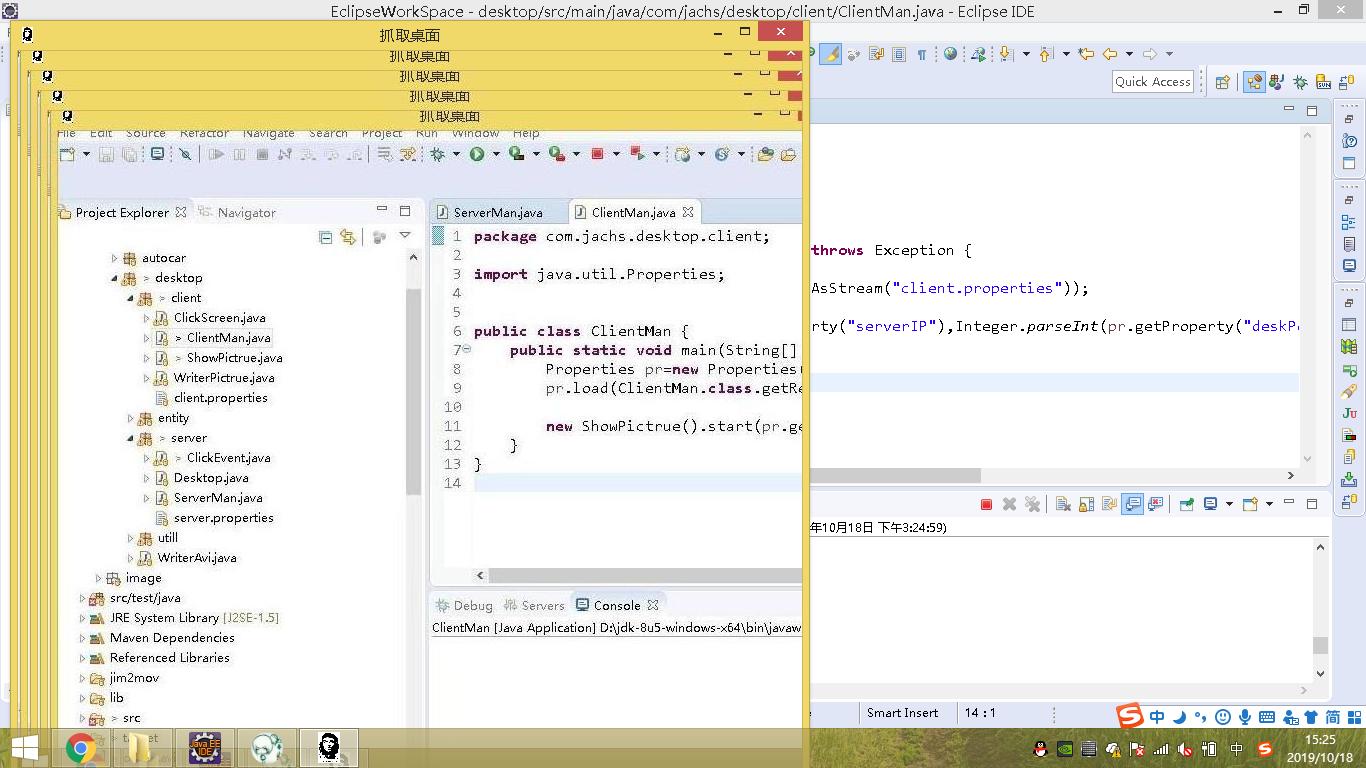 EclipseWorkSpace - desktop/src/main/java/com/jachs/desktop/client/ClientMan.java - Eclipse IDE
抓取桌面
抓取桌面
抓取桌面
抓取桌面
抓取桌面
File Edit Source Refactor Navigate Search Project Run Window Help
Quick Access
Project Explorer
Navigator
autocar
> desktop
> client
ClickScreen.java
> ClientMan.java
> ShowPictrue.java
WriterPictrue.java
client.properties
entity
> server
> ClickEvent.java
Desktop.java
ServerMan.java
server.properties
utill
WriterAvi.java
image
src/test/java
JRE System Library [J2SE-1.5]
Maven Dependencies
Referenced Libraries
jim2mov
lib
> src
target
ServerMan.java
ClientMan.java
1 package com.jachs.desktop.client;
2
3 import java.util.Properties;
4
5
6 public class ClientMan {
7 public static void main(String[]
8 Properties pr=new Properties(
9 pr.load(ClientMan.class.getRe
10
11 new ShowPictrue().start(pr.ge
12 }
13 }
14
throws Exception {
AsStream("client.properties"));
rty("serverIP"),Integer.parseInt(pr.getProperty("deskP
Debug
Servers
Console
ClientMan [Java Application] D:\jdk-8u5-windows-x64\bin\javaw
年10月18日 下午3:24:59)
Smart Insert
14 : 1
中
简
Java EE
IDE
中
15:25
2019/10/18